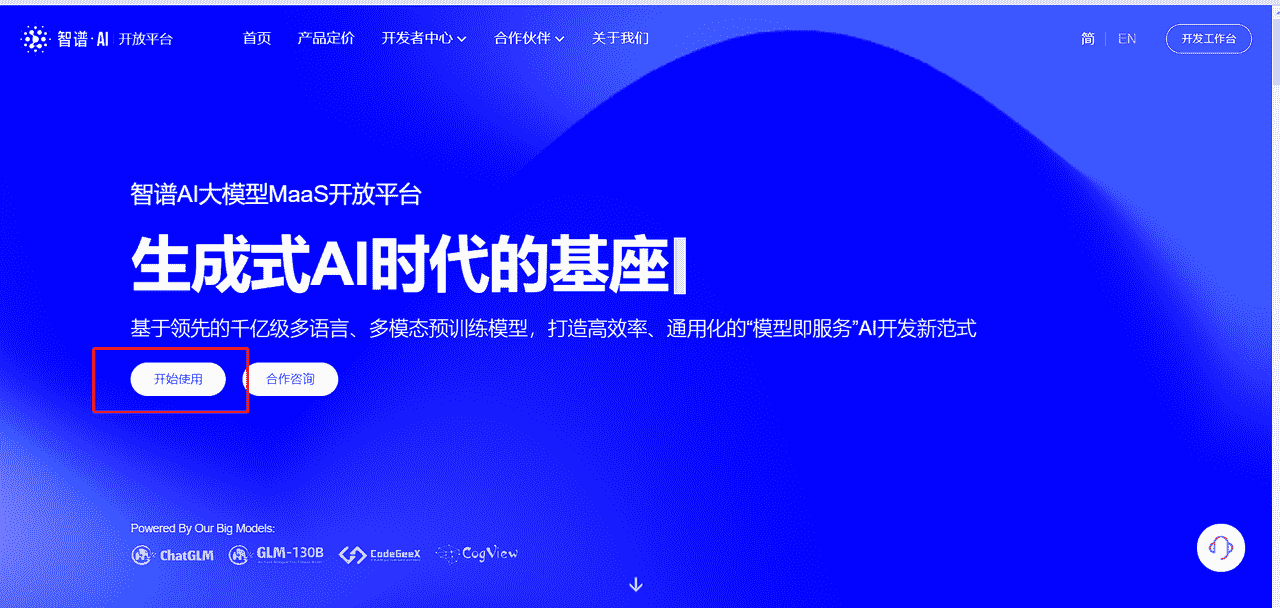 智谱·AI 开放平台 首页 产品定价 开发者中心 合作伙伴 关于我们 简 EN 开发工作台
智谱AI大模型MaaS开放平台
生成式AI时代的基座
基于领先的千亿级多语言、多模态预训练模型，打造高效率、通用化的“模型即服务”AI开发新范式
开始使用 合作咨询
Powered By Our Big Models:
ChatGLM GLM-130B CodeGeeX CogView